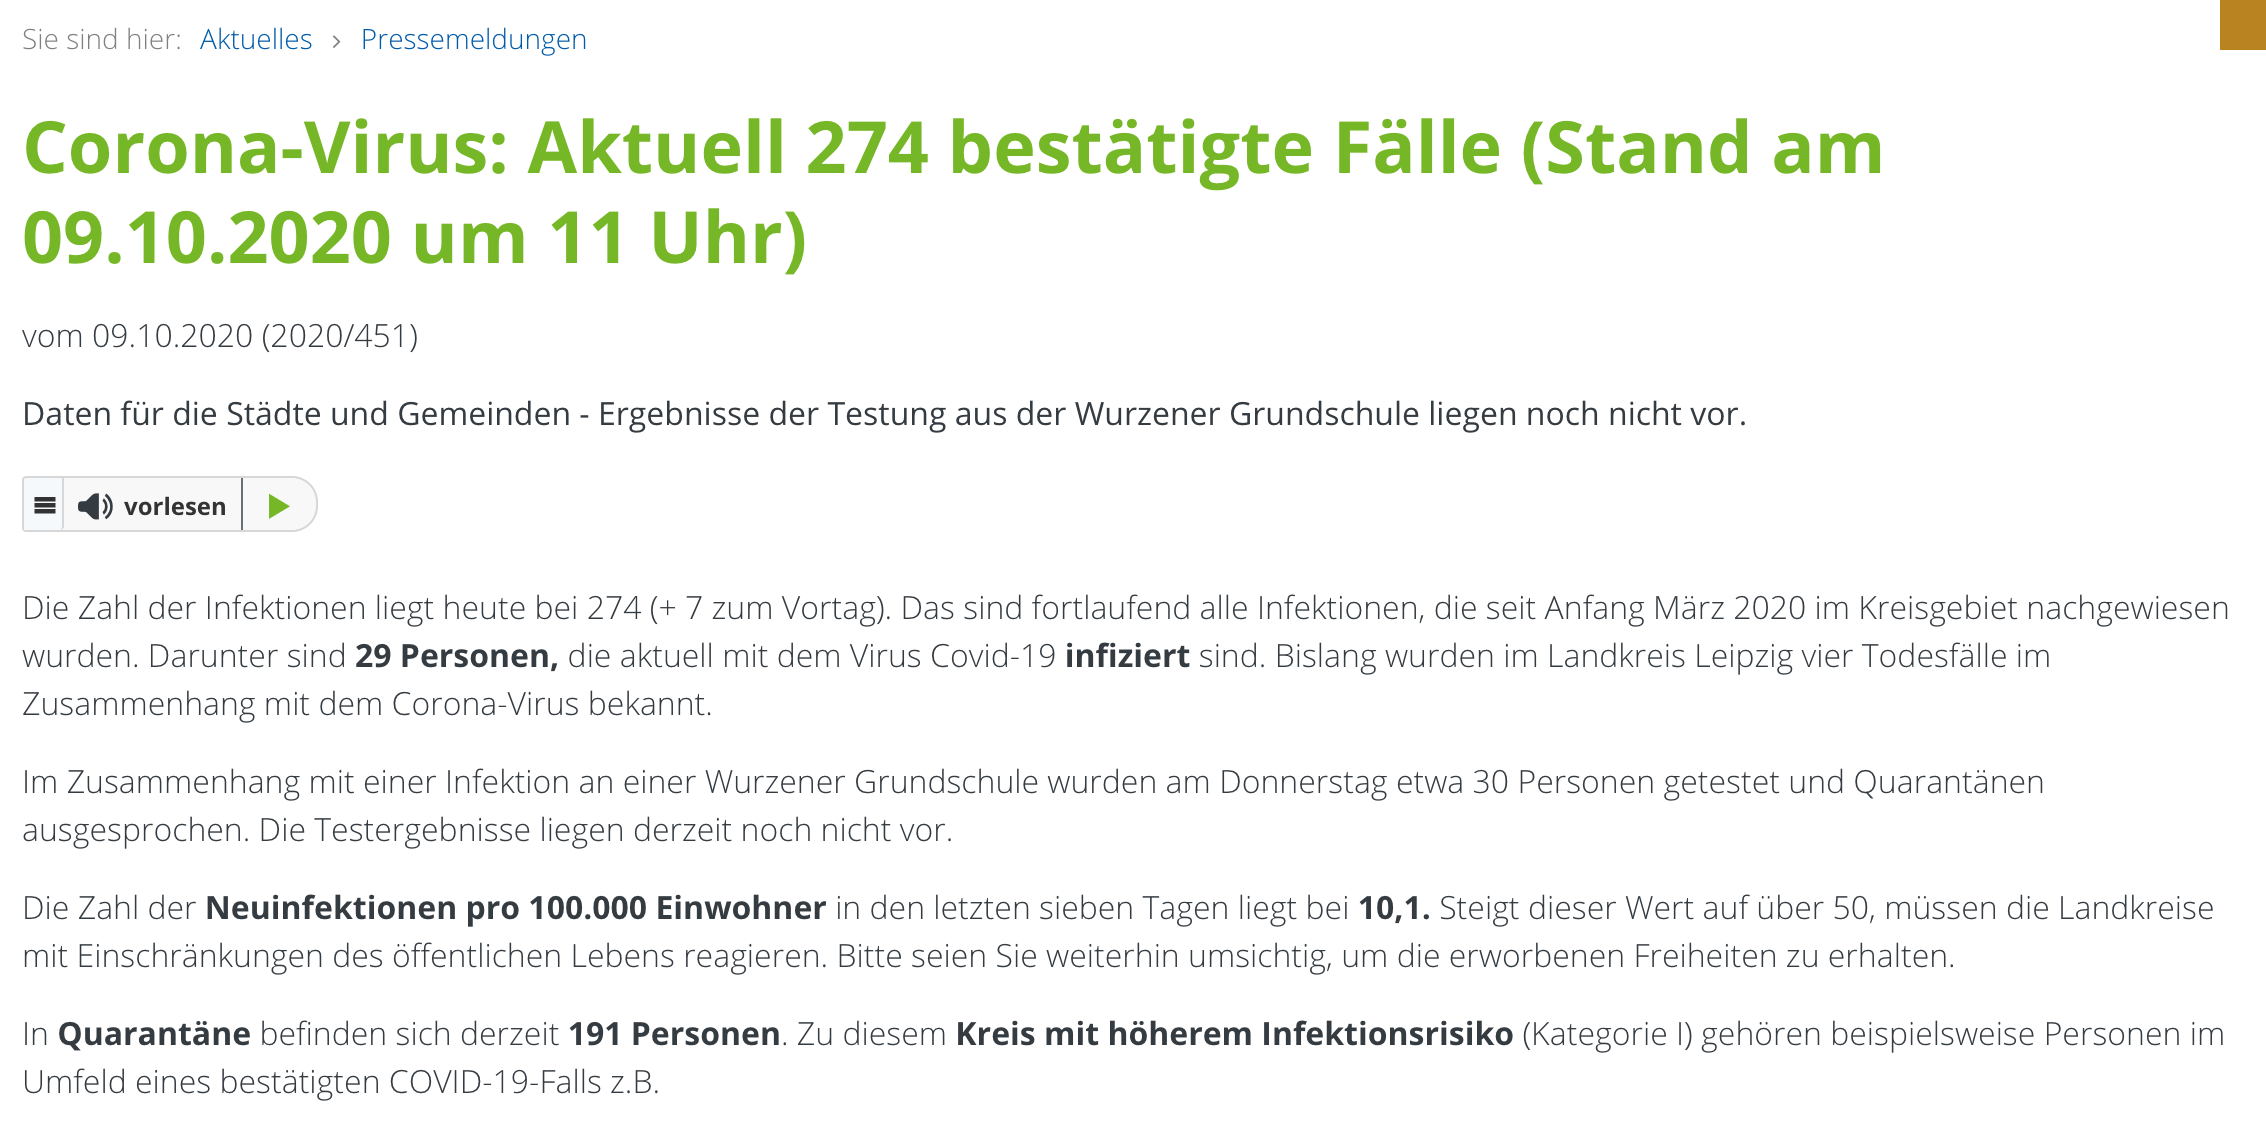 Sie sind hier: Aktuelles > Pressemeldungen
Corona-Virus: Aktuell 274 bestätigte Fälle (Stand am
09.10.2020 um 11 Uhr)
vom 09.10.2020 (2020/451)
Daten für die Städte und Gemeinden - Ergebnisse der Testung aus der Wurzener Grundschule liegen noch nicht vor.
vorlesen
Die Zahl der Infektionen liegt heute bei 274 (+ 7 zum Vortag). Das sind fortlaufend alle Infektionen, die seit Anfang März 2020 im Kreisgebiet nachgewiesen
wurden. Darunter sind 29 Personen, die aktuell mit dem Virus Covid-19 infiziert sind. Bislang wurden im Landkreis Leipzig vier Todesfälle im
Zusammenhang mit dem Corona-Virus bekannt.
Im Zusammenhang mit einer Infektion an einer Wurzener Grundschule wurden am Donnerstag etwa 30 Personen getestet und Quarantänen
ausgesprochen. Die Testergebnisse liegen derzeit noch nicht vor.
Die Zahl der Neuinfektionen pro 100.000 Einwohner in den letzten sieben Tagen liegt bei 10,1. Steigt dieser Wert auf über 50, müssen die Landkreise
mit Einschränkungen des öffentlichen Lebens reagieren. Bitte seien Sie weiterhin umsichtig, um die erworbenen Freiheiten zu erhalten.
In Quarantäne befinden sich derzeit 191 Personen. Zu diesem Kreis mit höherem Infektionsrisiko (Kategorie I) gehören beispielsweise Personen im
Umfeld eines bestätigten COVID-19-Falls z.B.